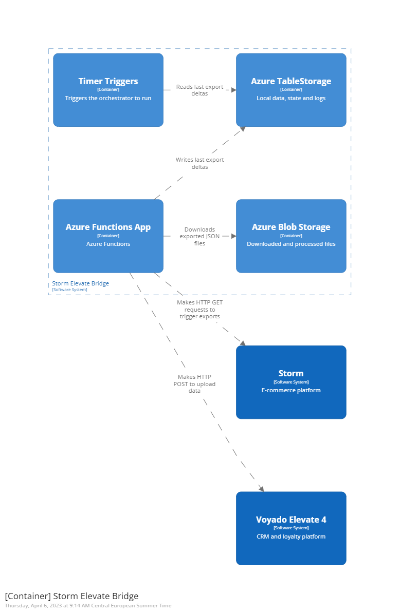 Timer Triggers
[Container]
Triggers the orchestrator to run
Reads last export
deltas
Azure TableStorage
[Container]
Local data, state and logs
Writes last export
deltas
Azure Functions App
[Container]
Azure Functions
Downloads
exported JSON
files
Azure Blob Storage
[Container]
Downloaded and processed files
Storm Elevate Bridge
[Software System]
Makes HTTP GET
requests to
trigger exports
Storm
[Software System]
E-commerce platform
Makes HTTP
POST to upload
data
Voyado Elevate 4
[Software System]
CRM and loyalty platform
[Container] Storm Elevate Bridge
Thursday, April 6, 2023 at 8:14 AM Central European Summer Time